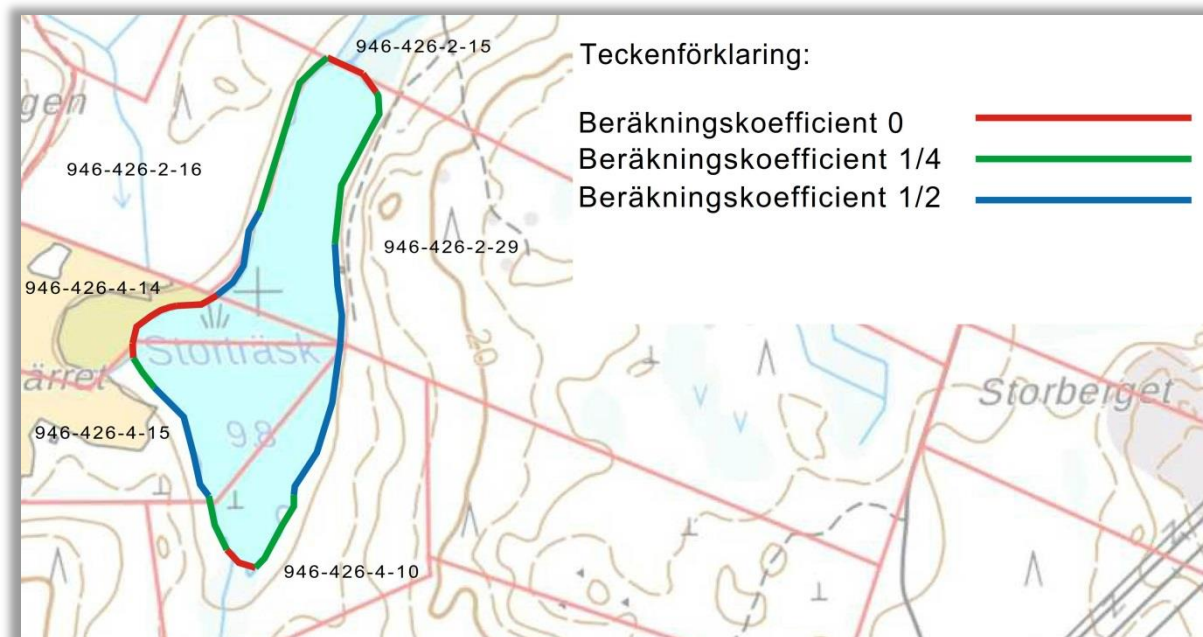 946-426-2-15
Teckenförklaring:
gen
Beräkningskoefficient 0
Beräkningskoefficient 1/4
946-426-2-16
Beräkningskoefficient 1/2
946-426-2-29
946-426-4-14
Storträsk
20
ärret
Storberget
946-426-4-15
9.8
946-426-4-10